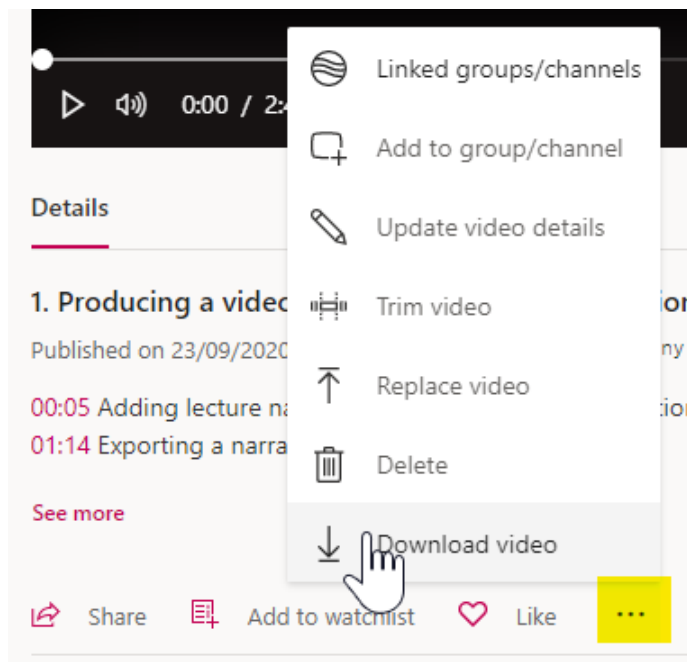 Linked groups/channels
0:00 / 2:
Add to group/channel
Details
Update video details
1. Producing a vide
Trim video
Published on 23/09/2020
ny
Replace video
00:05 Adding lecture
01:14 Exporting a narra
Delete
See more
Download video
Share
Add to watchlist
Like
...